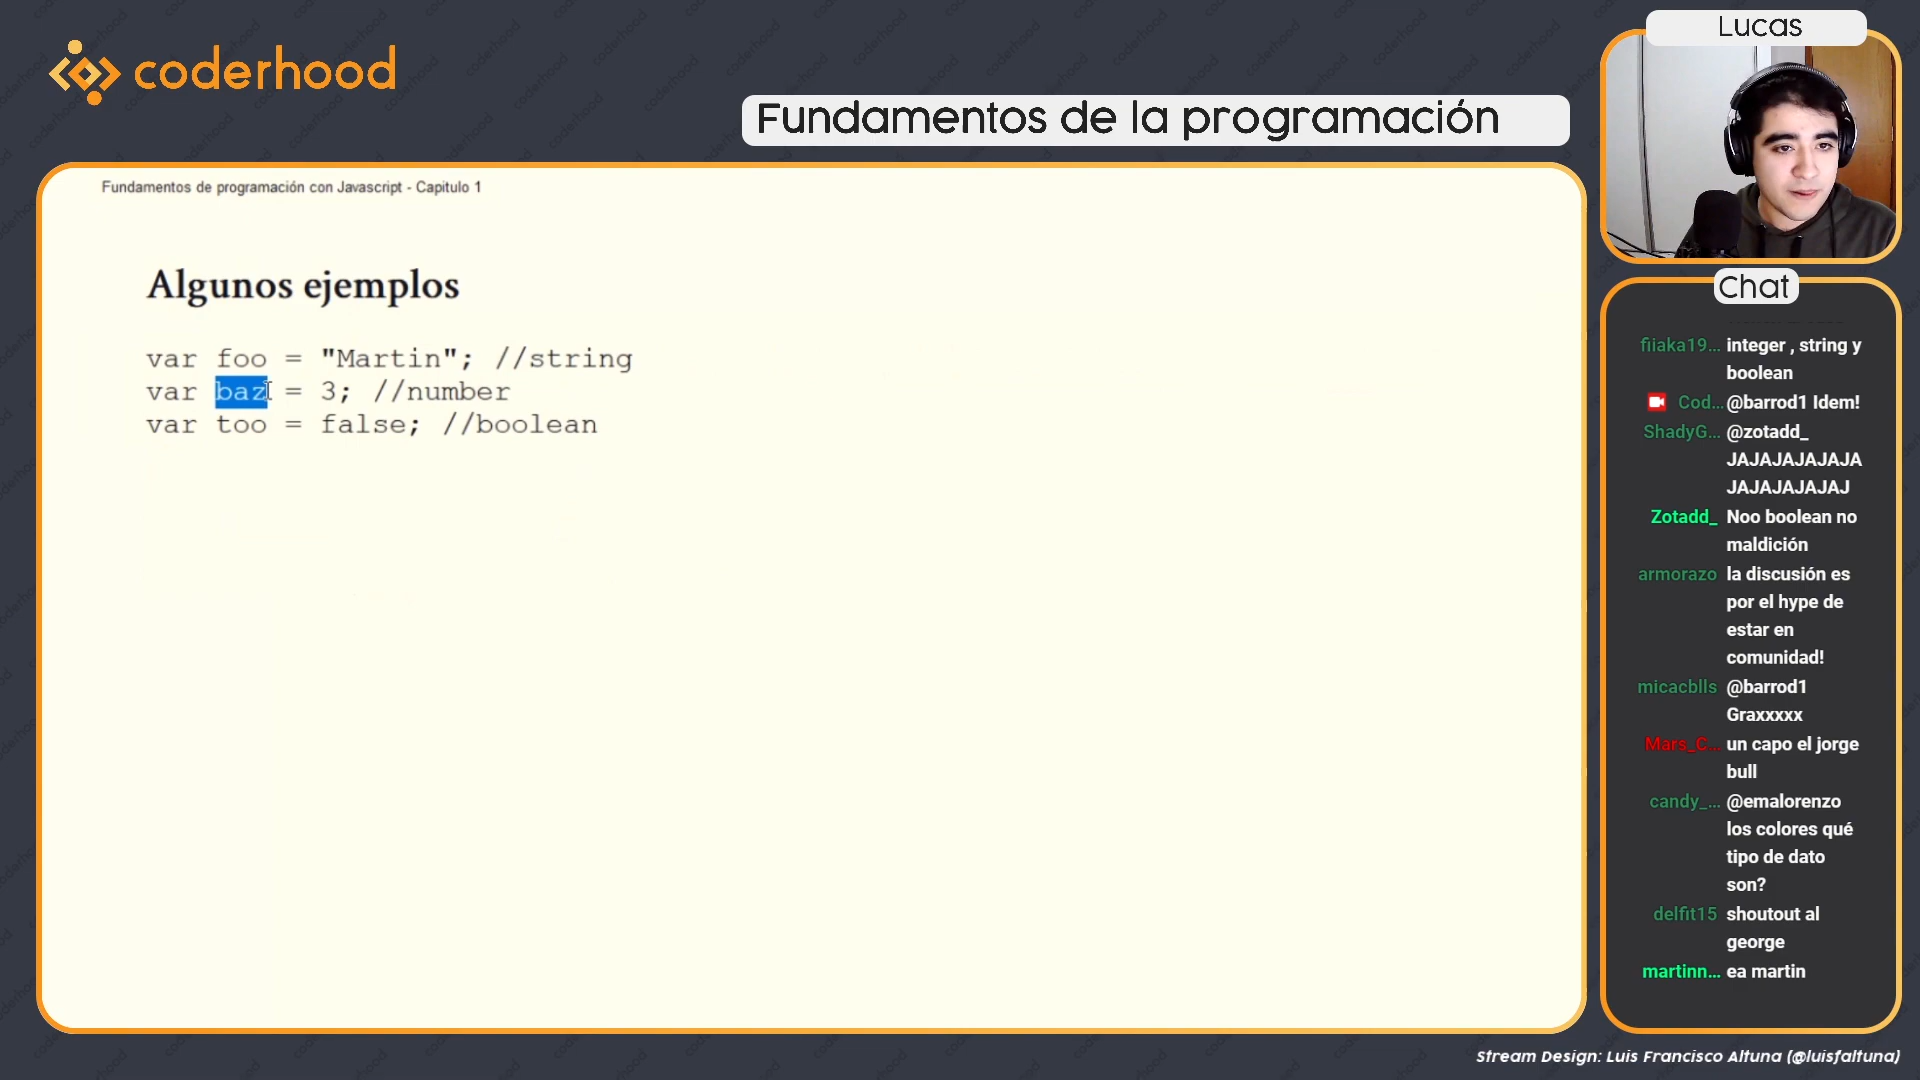 coderhood
Fundamentos de la programación
Lucas
Fundamentos de programación con Javascript - Capitulo 1
Algunos ejemplos
var foo = "Martin"; //string
var baz = 3; //number
var too = false; //boolean
Chat
fiiaka19... integer , string y
boolean
Cod... @barrod1 Idem!
ShadyG... @zotadd_
JAJAJAJAJAJA
JAJAJAJAJAJ
Zotadd_ Noo boolean no
maldición
armorazo la discusión es
por el hype de
estar en
comunidad!
micacblls @barrod1
Graxxxxx
Mars_C... un capo el jorge
bull
candy_... @emalorenzo
los colores qué
tipo de dato
son?
delfit15 shoutout al
george
martinn... ea martin
Stream Design: Luis Francisco Altuna (@luisfaltuna)